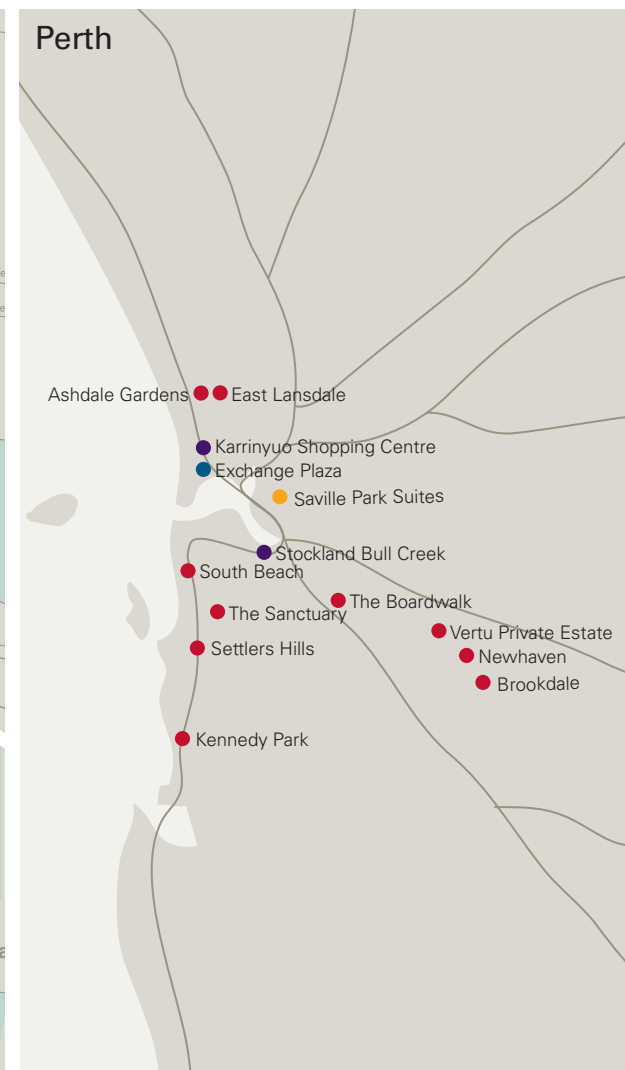 Perth
Ashdale Gardens
East Lansdale
Karrinyuo Shopping Centre
Exchange Plaza
Saville Park Suites
Stockland Bull Creek
South Beach
The Boardwalk
The Sanctuary
Vertu Private Estate
Settlers Hills
Newhaven
Brookdale
Kennedy Park